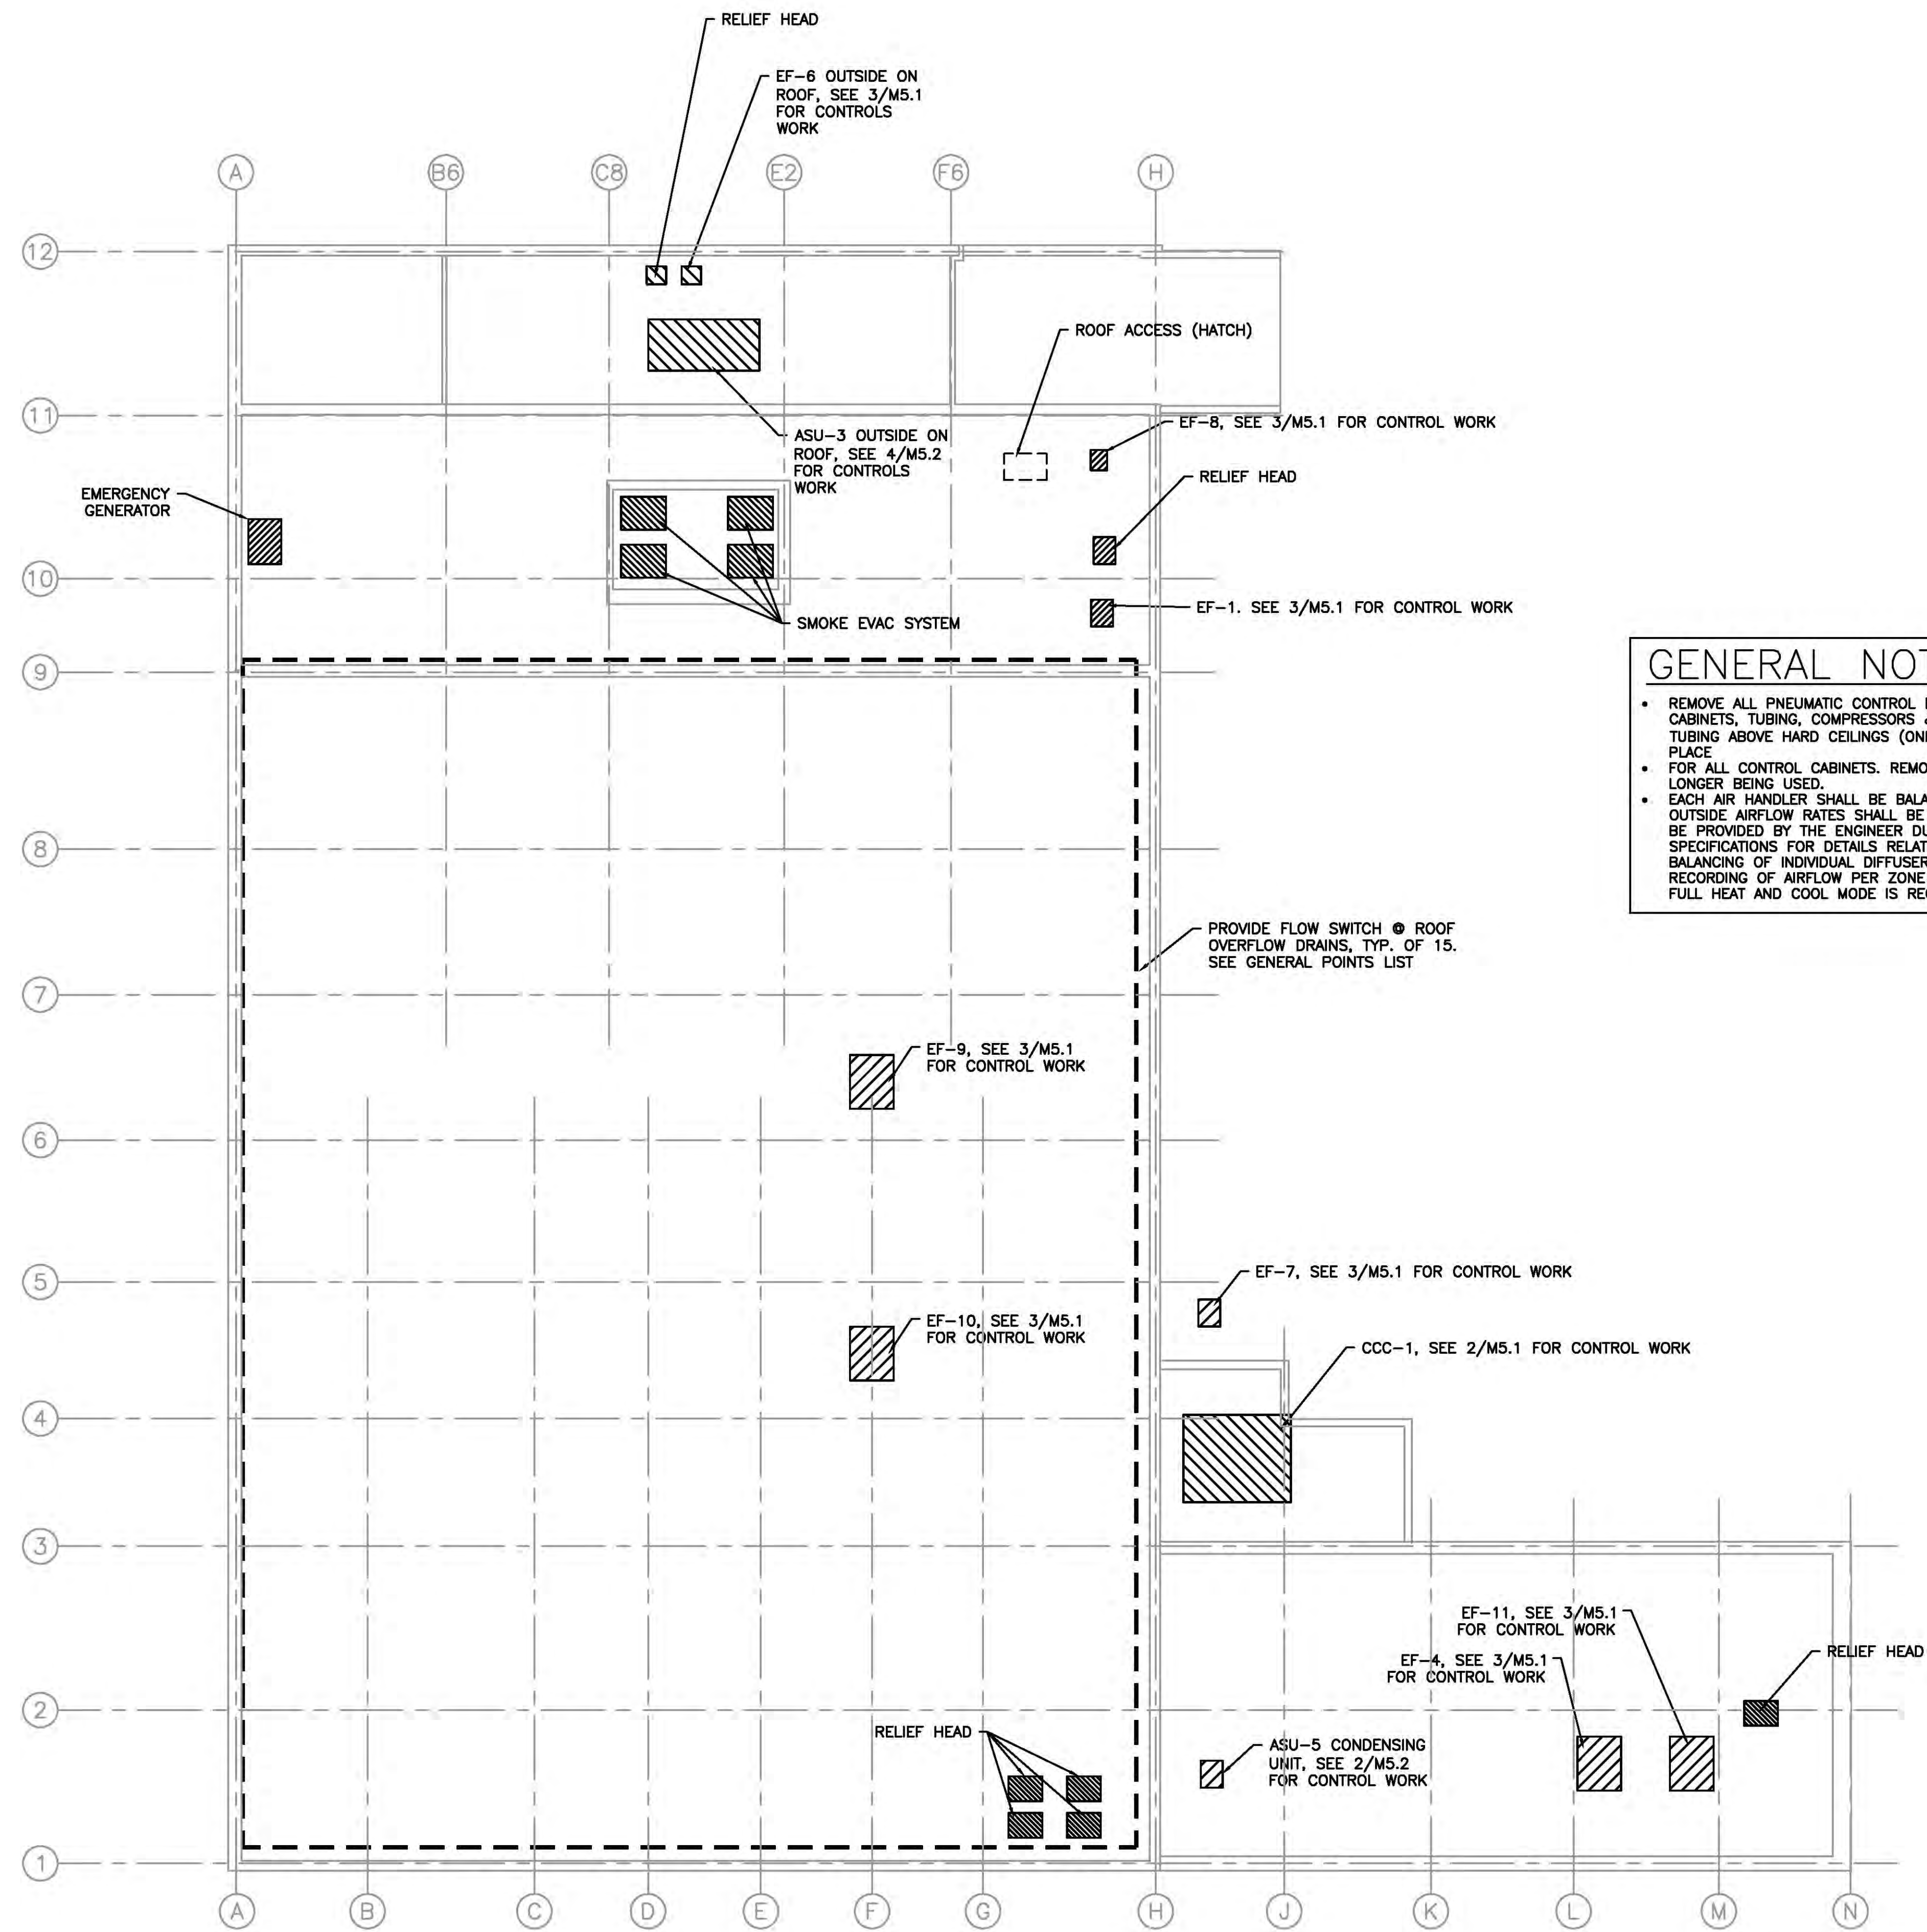 RELIEF HEAD
EF-6 OUTSIDE ON
ROOF, SEE 3/M5.1
FOR CONTROLS
WORK
A
B6
C8
E2
F6
H
12
ROOF ACCESS (HATCH)
11
EF-8, SEE 3/M5.1 FOR CONTROL WORK
ASU-3 OUTSIDE ON
ROOF, SEE 4/M5.2
FOR CONTROLS
WORK
RELIEF HEAD
EMERGENCY
GENERATOR
10
EF-1. SEE 3/M5.1 FOR CONTROL WORK
SMOKE EVAC SYSTEM
9
GENERAL NOT
• REMOVE ALL PNEUMATIC CONTROL
CABINETS, TUBING, COMPRESSORS
TUBING ABOVE HARD CEILINGS
PLACE
• FOR ALL CONTROL CABINETS. REMO
LONGER BEING USED.
• EACH AIR HANDLER SHALL BE BALA
OUTSIDE AIRFLOW RATES SHALL BE
BE PROVIDED BY THE ENGINEER DU
SPECIFICATIONS FOR DETAILS RELAT
BALANCING OF INDIVIDUAL DIFFUSER
RECORDING OF AIRFLOW PER ZONE
FULL HEAT AND COOL MODE IS REC
8
PROVIDE FLOW SWITCH @ ROOF
OVERFLOW DRAINS, TYP. OF 15.
SEE GENERAL POINTS LIST
7
EF-9, SEE 3/M5.1
FOR CONTROL WORK
6
5
EF-7, SEE 3/M5.1 FOR CONTROL WORK
EF-10, SEE 3/M5.1
FOR CONTROL WORK
CCC-1, SEE 2/M5.1 FOR CONTROL WORK
4
3
EF-11, SEE 3/M5.1
FOR CONTROL WORK
RELIEF HEAD
EF-4, SEE 3/M5.1
FOR CONTROL WORK
2
RELIEF HEAD
ASU-5 CONDENSING
UNIT, SEE 2/M5.2
FOR CONTROL WORK
1
A
B
C
D
E
F
G
H
J
K
L
M
N